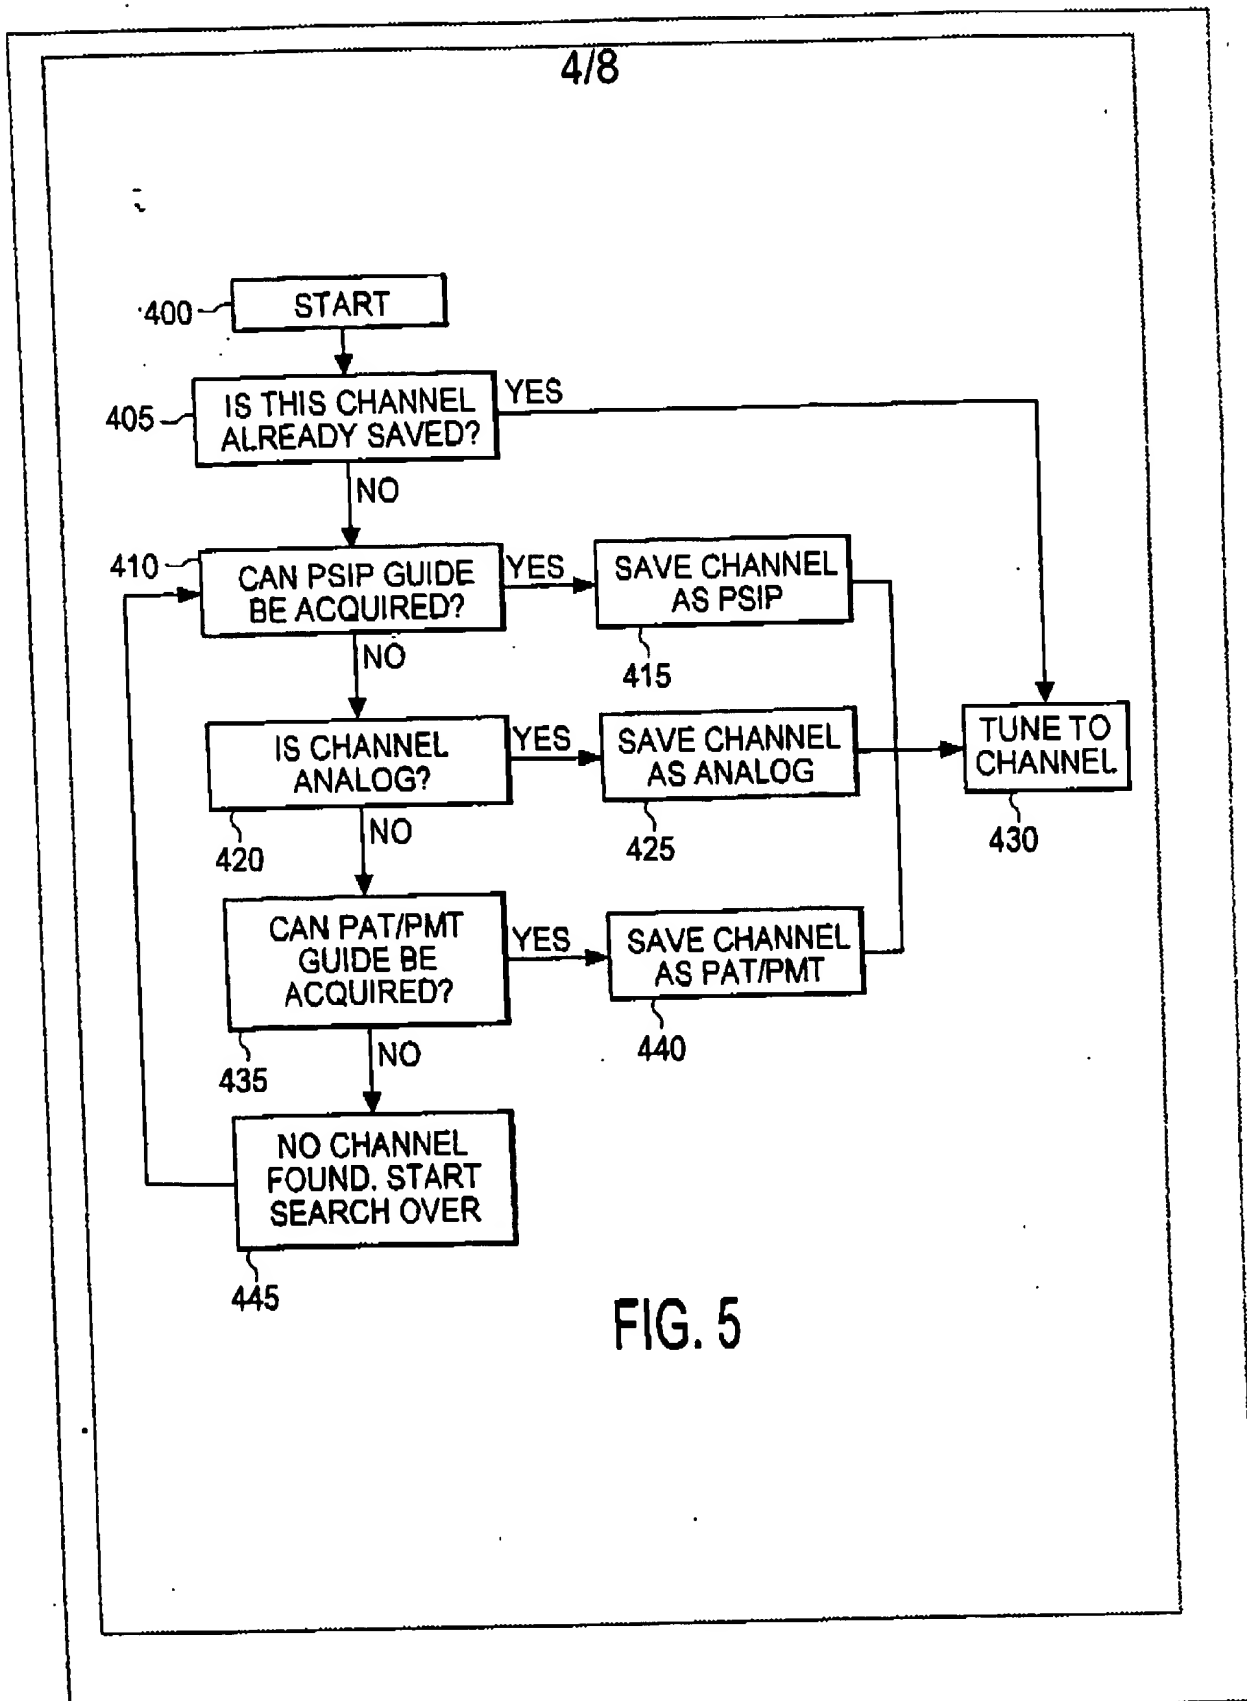 4/8
400
START
405
IS THIS CHANNEL
ALREADY SAVED?
YES
NO
410
CAN PSIP GUIDE
BE ACQUIRED?
YES
SAVE CHANNEL
AS PSIP
415
NO
IS CHANNEL
ANALOG?
YES
SAVE CHANNEL
AS ANALOG
TUNE TO
CHANNEL
420
NO
425
430
CAN PAT/PMT
GUIDE BE
ACQUIRED?
YES
SAVE CHANNEL
AS PAT/PMT
435
NO
440
NO CHANNEL
FOUND. START
SEARCH OVER
445
FIG. 5